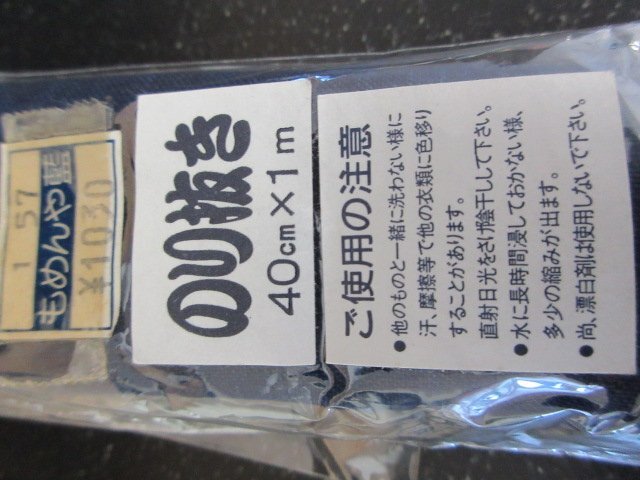 157
もめんや藍
¥1030
のり抜き
40cm×1m
ご使用の注意
●他のものと一緒に洗わない様に
汗、摩擦等で他の衣類に色移り
することがあります。
直射日光をさけ陰干しして下さい。
●水に長時間浸しておかない様、
多少の縮みが出ます。
●尚、漂白剤は使用しないで下さい。